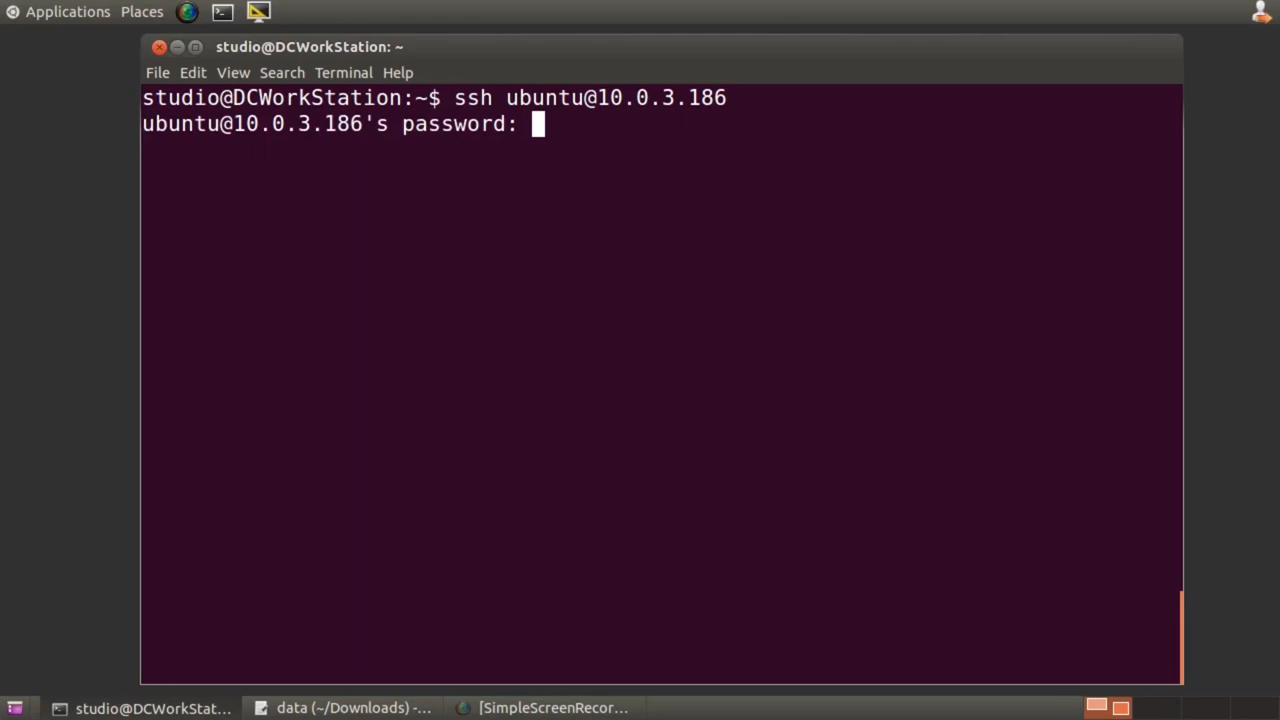 Applications Places
studio@DCWorkStation: ~
File Edit View Search Terminal Help
studio@DCWorkStation:~$ ssh ubuntu@10.0.3.186
ubuntu@10.0.3.186's password:
studio@DCWorkStat... data (~/Downloads) -... [SimpleScreenRecor...